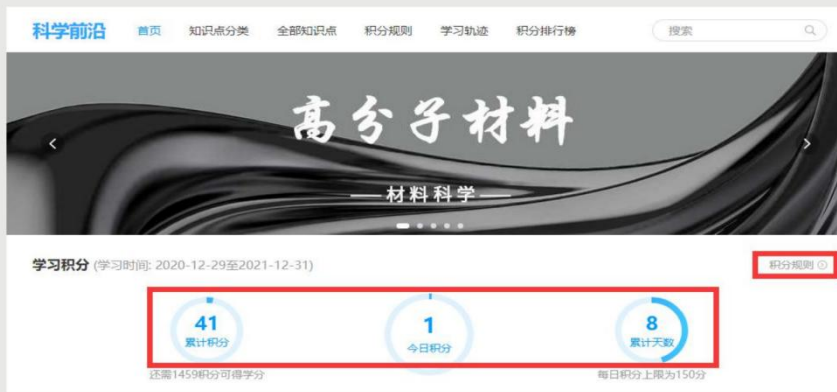 科学前沿 首页 知识点分类 全部知识点 积分规则 学习轨迹 积分排行榜 搜索
高分子材料
材料科学
学习积分 (学习时间: 2020-12-29至2021-12-31) 积分规则
41 1 8
累计积分 今日积分 累计天数
还需1459积分可得学分 每日积分上限为150分